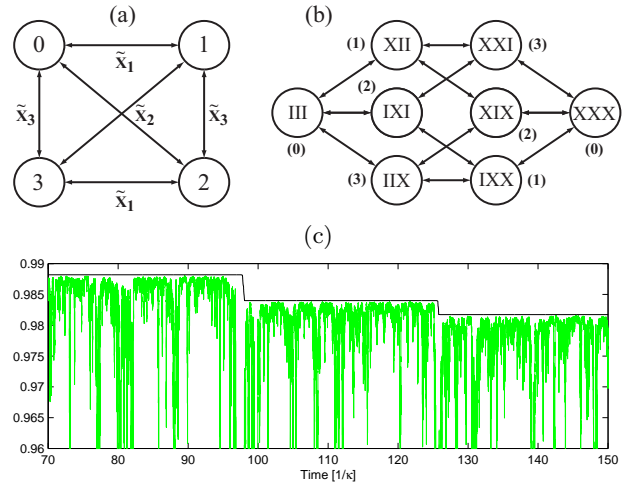 (a)
0
1
3
2
x̃1
x̃3
x̃2
x̃3
x̃1
(b)
(1) XII XXI (3)
(2)
III IXI XIX XXX
(0) (2) (0)
(3) IIX IXX (1)
(c)
0.99
0.985
0.98
0.975
0.97
0.965
0.96
70 80 90 100 110 120 130 140 150
Time [1/κ]